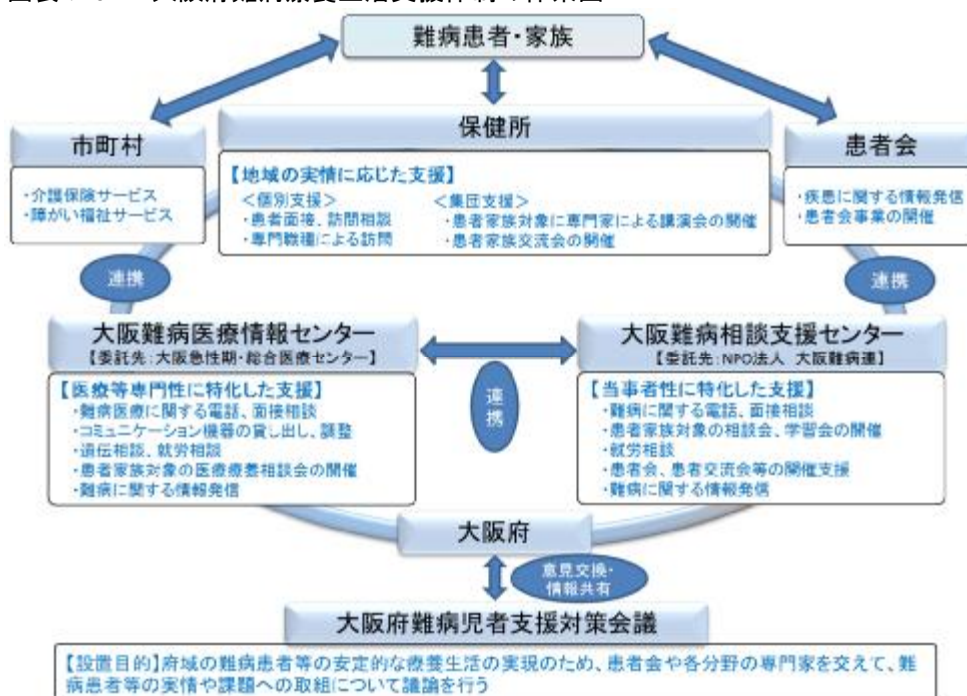 難病患者・家族
市町村
・介護保険サービス
・障がい福祉サービス
保健所
【地域の実情に応じた支援】
＜個別支援＞
・患者面接、訪問相談
・専門職種による訪問
＜集団支援＞
・患者家族対象に専門家による講演会の開催
・患者家族交流会の開催
患者会
・疾患に関する情報発信
・患者会事業の開催
連携
連携
大阪難病医療情報センター
【委託先：大阪急性期・総合医療センター】
【医療等専門性に特化した支援】
・難病医療に関する電話、面接相談
・コミュニケーション機器の貸し出し、調整
・遺伝相談、就労相談
・患者家族対象の医療療養相談会の開催
・難病に関する情報発信
連携
大阪難病相談支援センター
【委託先：NPO法人 大阪難病連】
【当事者性に特化した支援】
・難病に関する電話、面接相談
・患者家族対象の相談会、学習会の開催
・就労相談
・患者会、患者交流会等の開催支援
・難病に関する情報発信
大阪府
意見交換・
情報共有
大阪府難病児者支援対策会議
【設置目的】府域の難病患者等の安定的な療養生活の実現のため、患者会や各分野の専門家を交えて、難
病患者等の実情や課題への取組について議論を行う